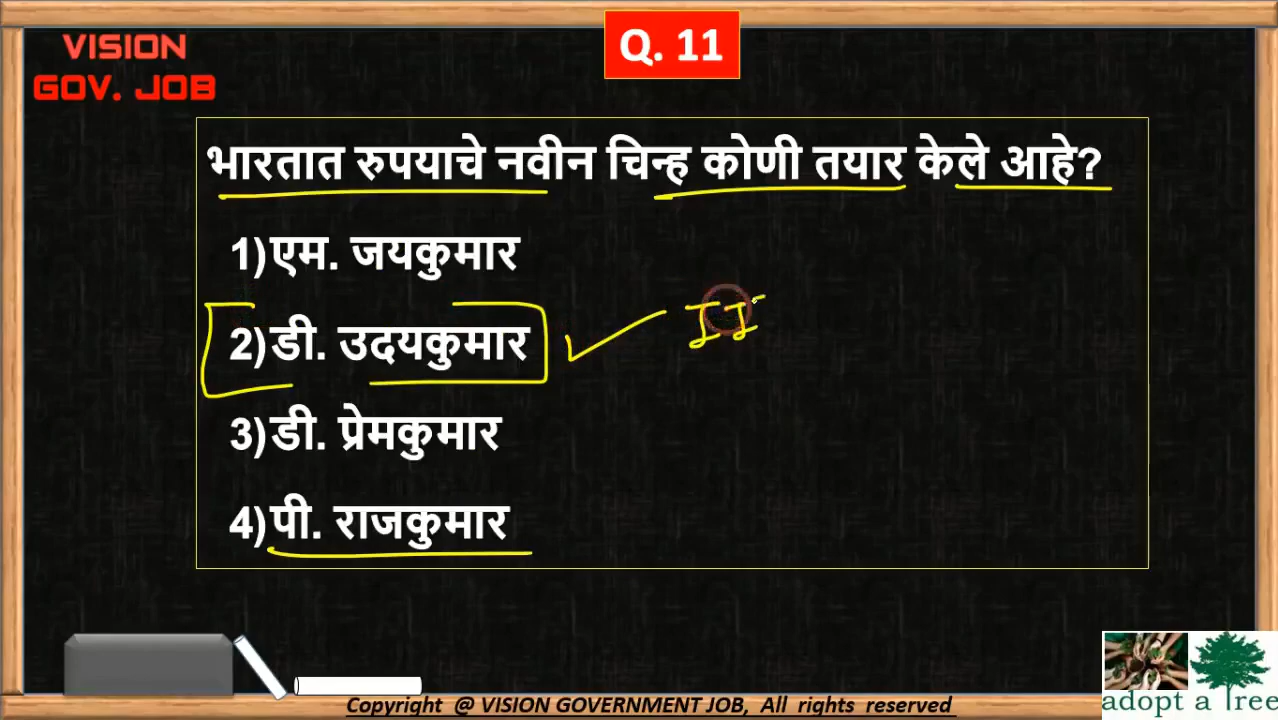 VISION
GOV. JOB
Q. 11
भारतात रुपयाचे नवीन चिन्ह कोणी तयार केले आहे?
1)एम. जयकुमार
2)डी. उदयकुमार
II
3)डी. प्रेमकुमार
4)पी. राजकुमार
Copyright @ VISION GOVERNMENT JOB, All rights reserved
adopt a Tree